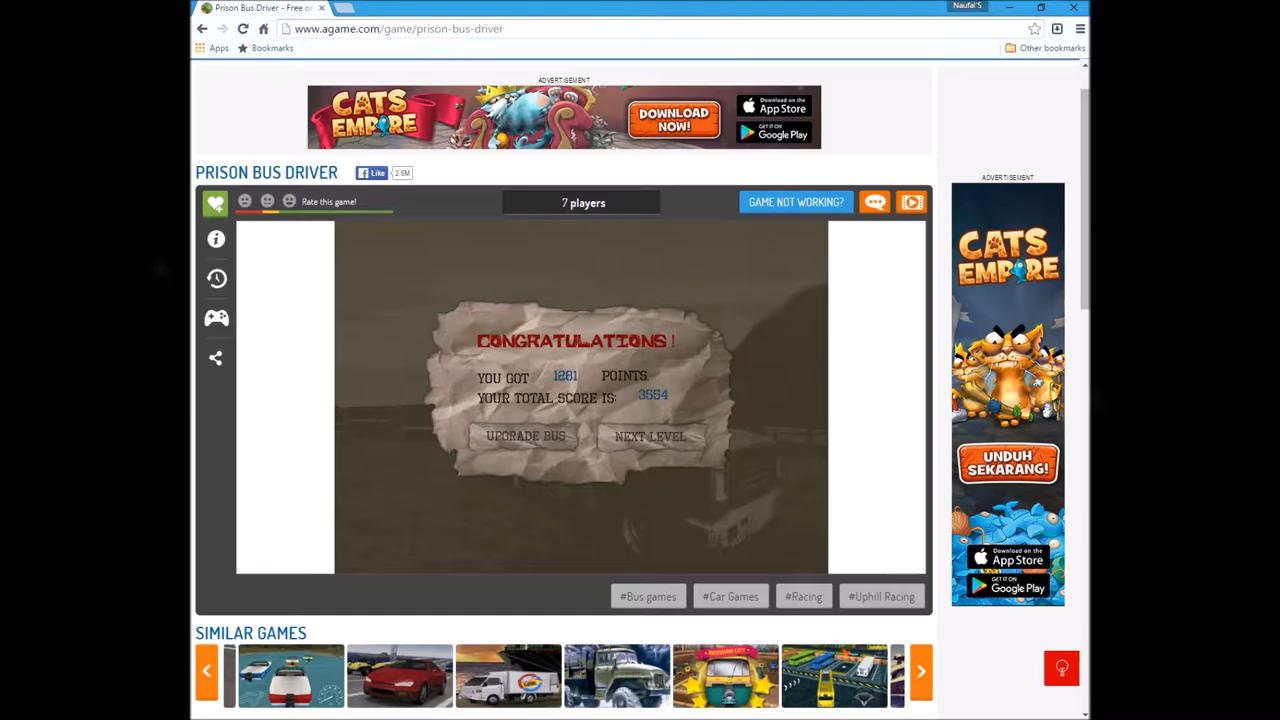 Prison Bus Driver - Free on
Naufal'S
www.agame.com/game/prison-bus-driver
Apps
Bookmarks
Other bookmarks
ADVERTISEMENT
CATS EMPIRE
DOWNLOAD NOW!
Download on the App Store
GET IT ON Google Play
PRISON BUS DRIVER
Like
2.6M
ADVERTISEMENT
Rate this game!
7 players
GAME NOT WORKING?
CATS
EMPIRE
CONGRATULATIONS !
YOU GOT 1281 POINTS.
YOUR TOTAL SCORE IS: 3554
UPGRADE BUS
NEXT LEVEL
UNDUH
SEKARANG!
Download on the App Store
GET IT ON Google Play
#Bus games
#Car Games
#Racing
#Uphill Racing
SIMILAR GAMES
RICKSHAW CITY